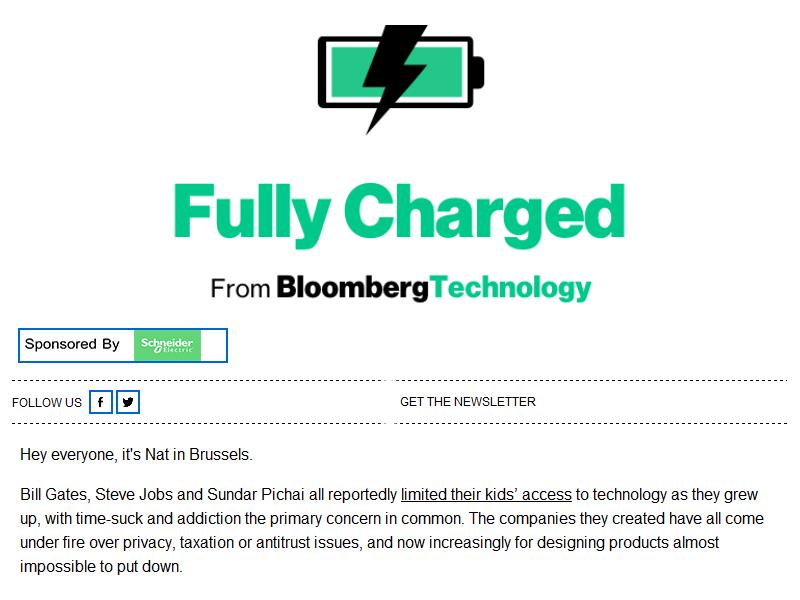 Fully Charged
From BloombergTechnology
Sponsored By Schneider Electric
FOLLOW US
GET THE NEWSLETTER
Hey everyone, it's Nat in Brussels.
Bill Gates, Steve Jobs and Sundar Pichai all reportedly limited their kids’ access to technology as they grew
up, with time-suck and addiction the primary concern in common. The companies they created have all come
under fire over privacy, taxation or antitrust issues, and now increasingly for designing products almost
impossible to put down.